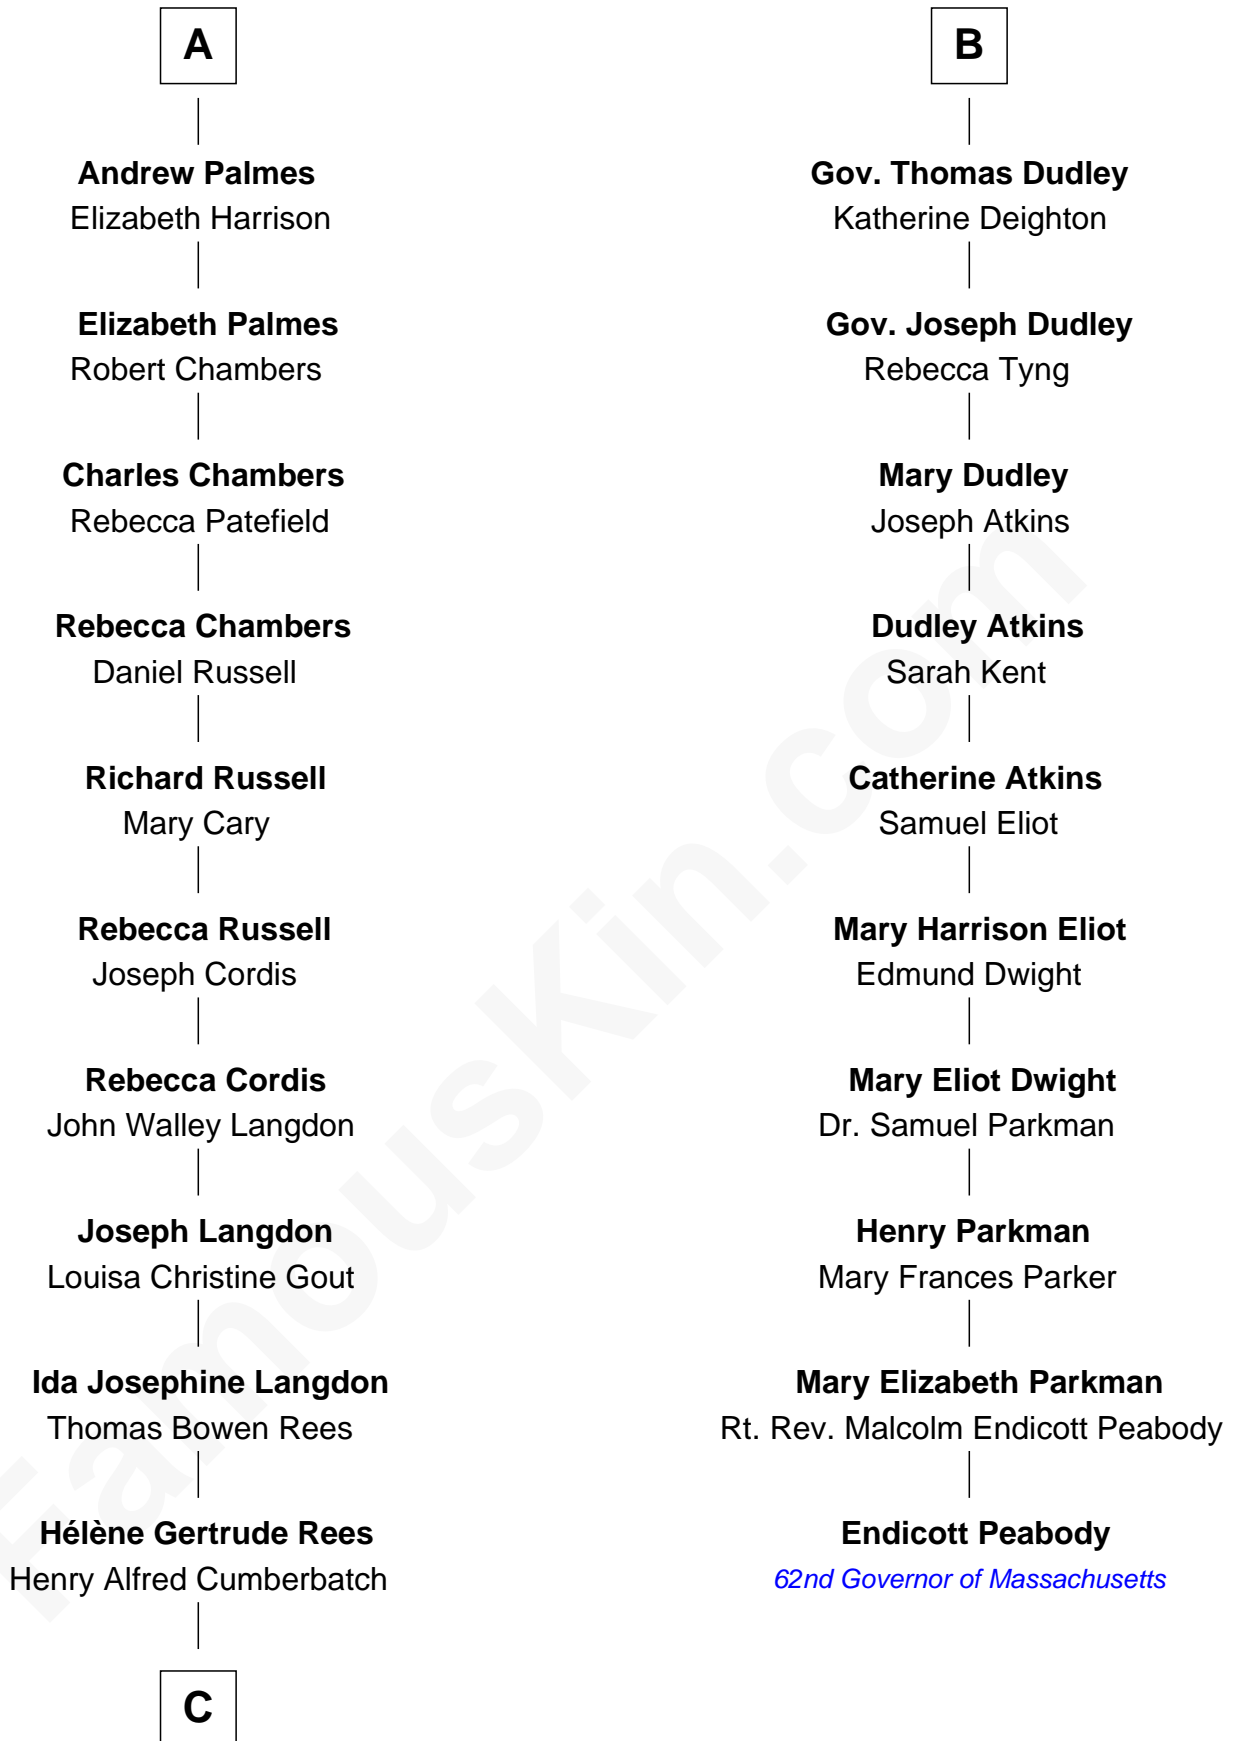 A
Andrew Palmes
Elizabeth Harrison
Elizabeth Palmes
Robert Chambers
Charles Chambers
Rebecca Patefield
Rebecca Chambers
Daniel Russell
Richard Russell
Mary Cary
Rebecca Russell
Joseph Cordis
Rebecca Cordis
John Walley Langdon
Joseph Langdon
Louisa Christine Gout
Ida Josephine Langdon
Thomas Bowen Rees
Hélène Gertrude Rees
Henry Alfred Cumberbatch
C
B
Gov. Thomas Dudley
Katherine Deighton
Gov. Joseph Dudley
Rebecca Tyng
Mary Dudley
Joseph Atkins
Dudley Atkins
Sarah Kent
Catherine Atkins
Samuel Eliot
Mary Harrison Eliot
Edmund Dwight
Mary Eliot Dwight
Dr. Samuel Parkman
Henry Parkman
Mary Frances Parker
Mary Elizabeth Parkman
Rt. Rev. Malcolm Endicott Peabody
Endicott Peabody
62nd Governor of Massachusetts
FamousKin.com